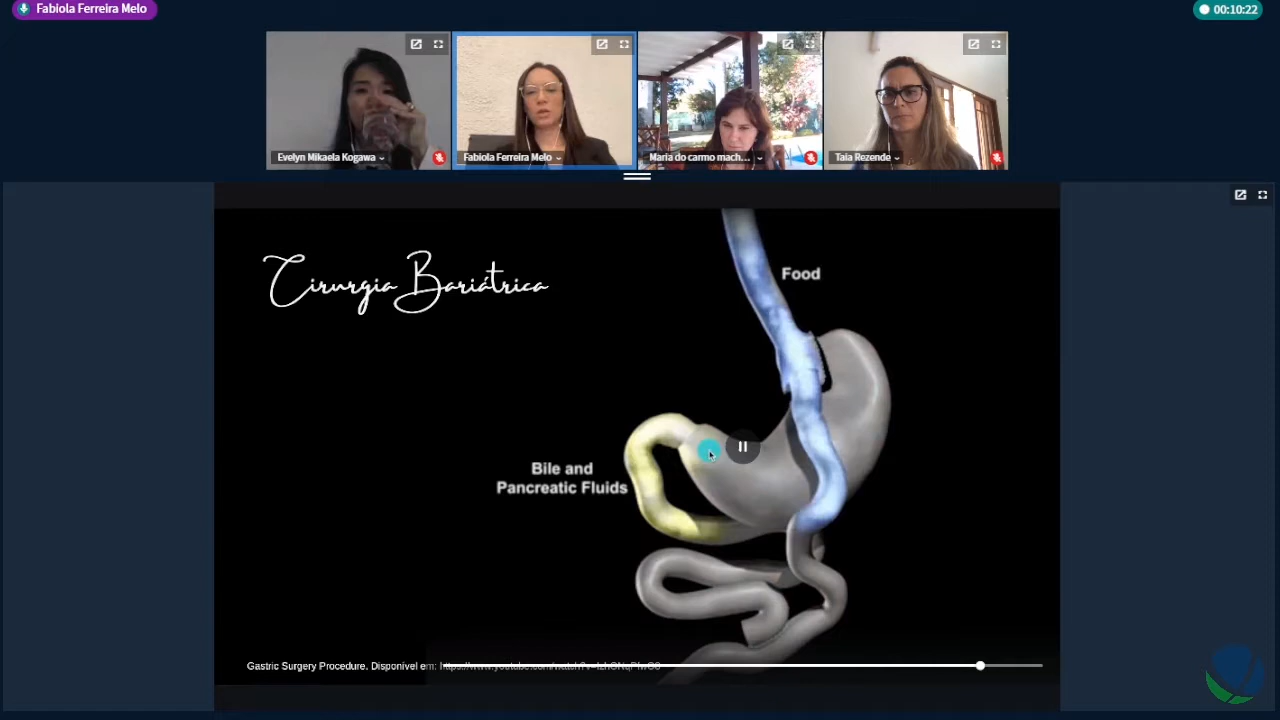 Fabiola Ferreira Melo
00:10:22
Evelyn Mikaela Kogawa
Fabiola Ferreira Melo
Maria do carmo mach...
Taia Rezende
Cirurgia Bariátrica
Food
Bile and
Pancreatic Fluids
Gastric Surgery Procedure. Disponível em: